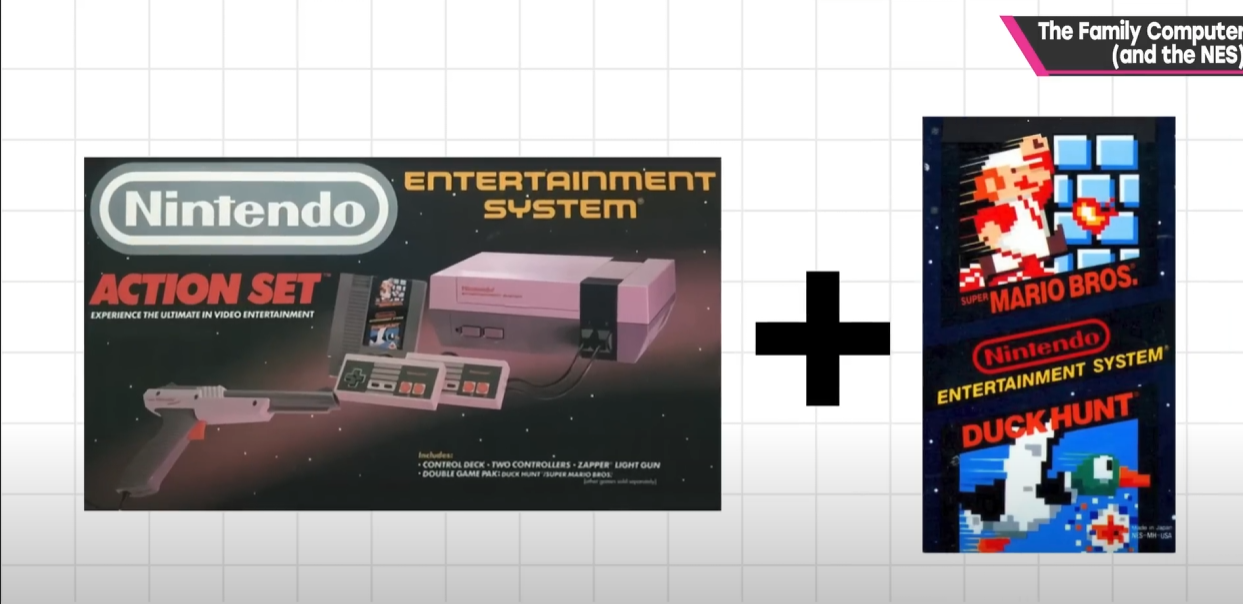 The Family Computer
(and the NES)
Nintendo
ENTERTAINMENT
SYSTEM®
ACTION SET™
EXPERIENCE THE ULTIMATE IN VIDEO ENTERTAINMENT
Includes:
• CONTROL DECK • TWO CONTROLLERS • ZAPPER® LIGHT GUN
• DOUBLE GAME PAK: DUCK HUNT®/SUPER MARIO BROS.®
(other games sold separately)
SUPER MARIO BROS.®
Nintendo
ENTERTAINMENT SYSTEM®
DUCK HUNT™
Made in Japan
NES-MH-USA